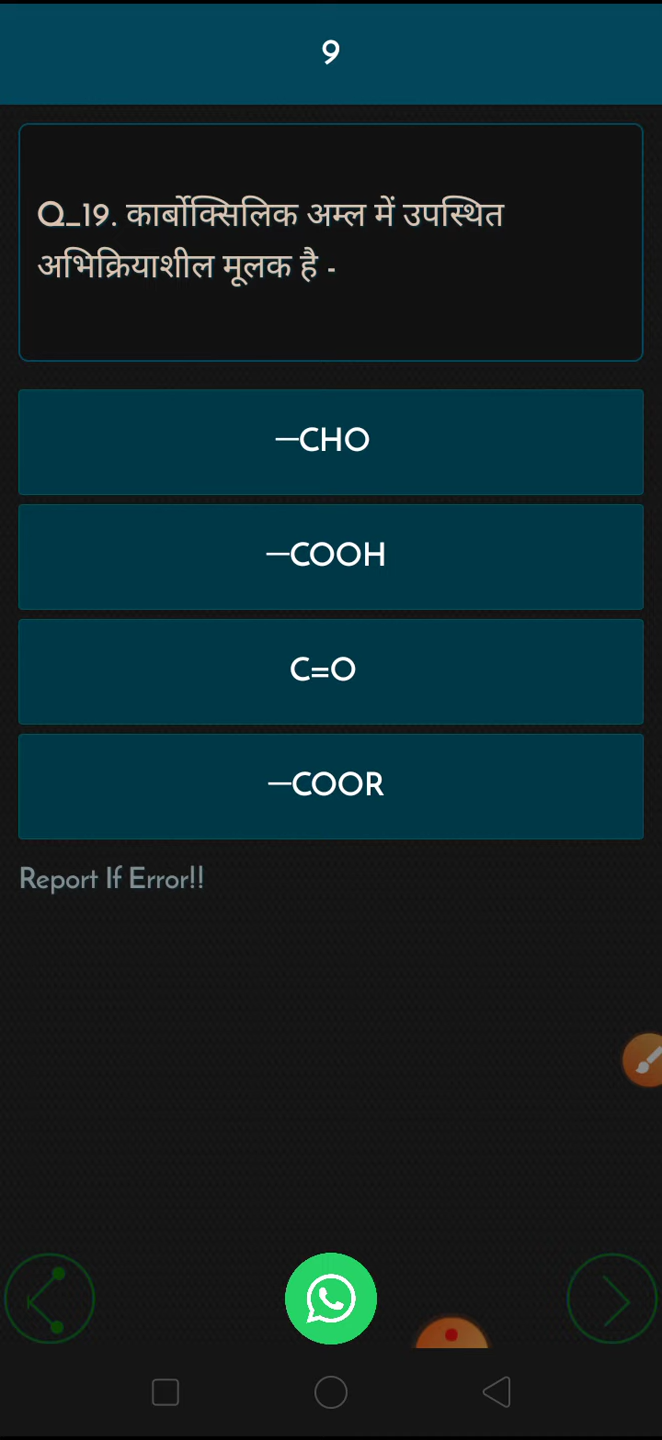 9
Q_19. कार्बोक्सिलिक अम्ल में उपस्थित
अभिक्रियाशील मूलक है -
—CHO
—COOH
C=O
—COOR
Report If Error!!